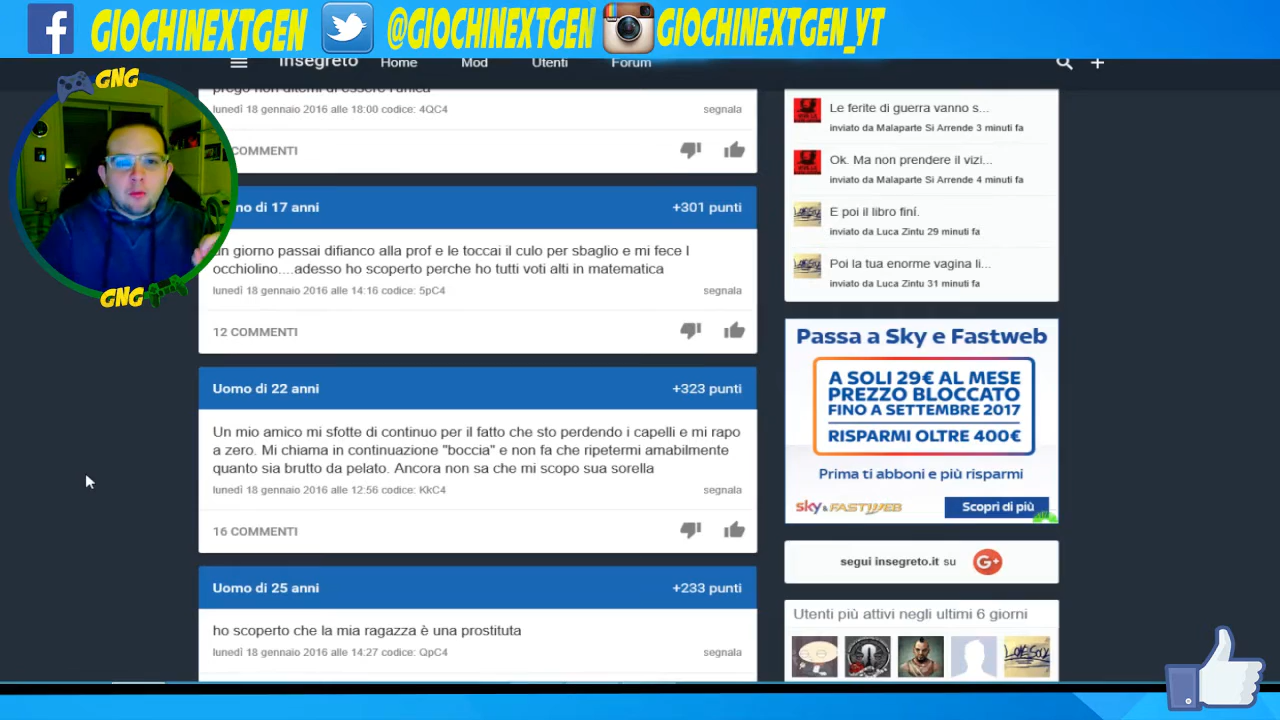 GIOCHINEXTGEN @GIOCHINEXTGEN GIOCHINEXTGEN_YT
insegreto Home Mod Utenti Forum
GNG
GNG
prego non ditemi di essere l'unica
lunedì 18 gennaio 2016 alle 18:00 codice: 4QC4 segnala
COMMENTI
mo di 17 anni +301 punti
un giorno passai difianco alla prof e le toccai il culo per sbaglio e mi fece l
occhiolino....adesso ho scoperto perche ho tutti voti alti in matematica
lunedì 18 gennaio 2016 alle 14:16 codice: 5pC4 segnala
12 COMMENTI
Uomo di 22 anni +323 punti
Un mio amico mi sfotte di continuo per il fatto che sto perdendo i capelli e mi rapo
a zero. Mi chiama in continuazione "boccia" e non fa che ripetermi amabilmente
quanto sia brutto da pelato. Ancora non sa che mi scopo sua sorella
lunedì 18 gennaio 2016 alle 12:56 codice: KkC4 segnala
16 COMMENTI
Uomo di 25 anni +233 punti
ho scoperto che la mia ragazza è una prostituta
lunedì 18 gennaio 2016 alle 14:27 codice: QpC4 segnala
Le ferite di guerra vanno s...
inviato da Malaparte Si Arrende 3 minuti fa
Ok. Ma non prendere il vizi...
inviato da Malaparte Si Arrende 4 minuti fa
E poi il libro finí.
inviato da Luca Zintu 29 minuti fa
Poi la tua enorme vagina li...
inviato da Luca Zintu 31 minuti fa
Passa a Sky e Fastweb
A SOLI 29€ AL MESE
PREZZO BLOCCATO
FINO A SETTEMBRE 2017
RISPARMI OLTRE 400€
Prima ti abboni e più risparmi
sky & FASTWEB Scopri di più
segui insegreto.it su G+
Utenti più attivi negli ultimi 6 giorni